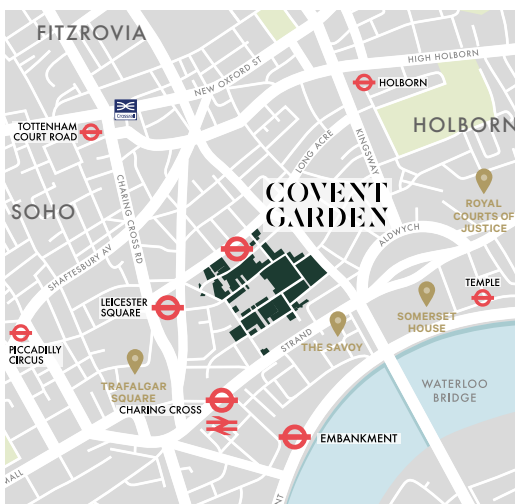 FITZROVIA
HIGH HOLBORN
NEW OXFORD ST
HOLBORN
Crossrail
TOTTENHAM
COURT ROAD
LONG ACRE
KINGSWAY
HOLBORN
CHARING CROSS RD
COVENT
GARDEN
ROYAL
COURTS OF
JUSTICE
SOHO
ALDWYCH
SHAFTESBURY AV
TEMPLE
LEICESTER
SQUARE
SOMERSET
HOUSE
STRAND
THE SAVOY
PICCADILLY
CIRCUS
TRAFALGAR
SQUARE
WATERLOO
BRIDGE
CHARING CROSS
EMBANKMENT